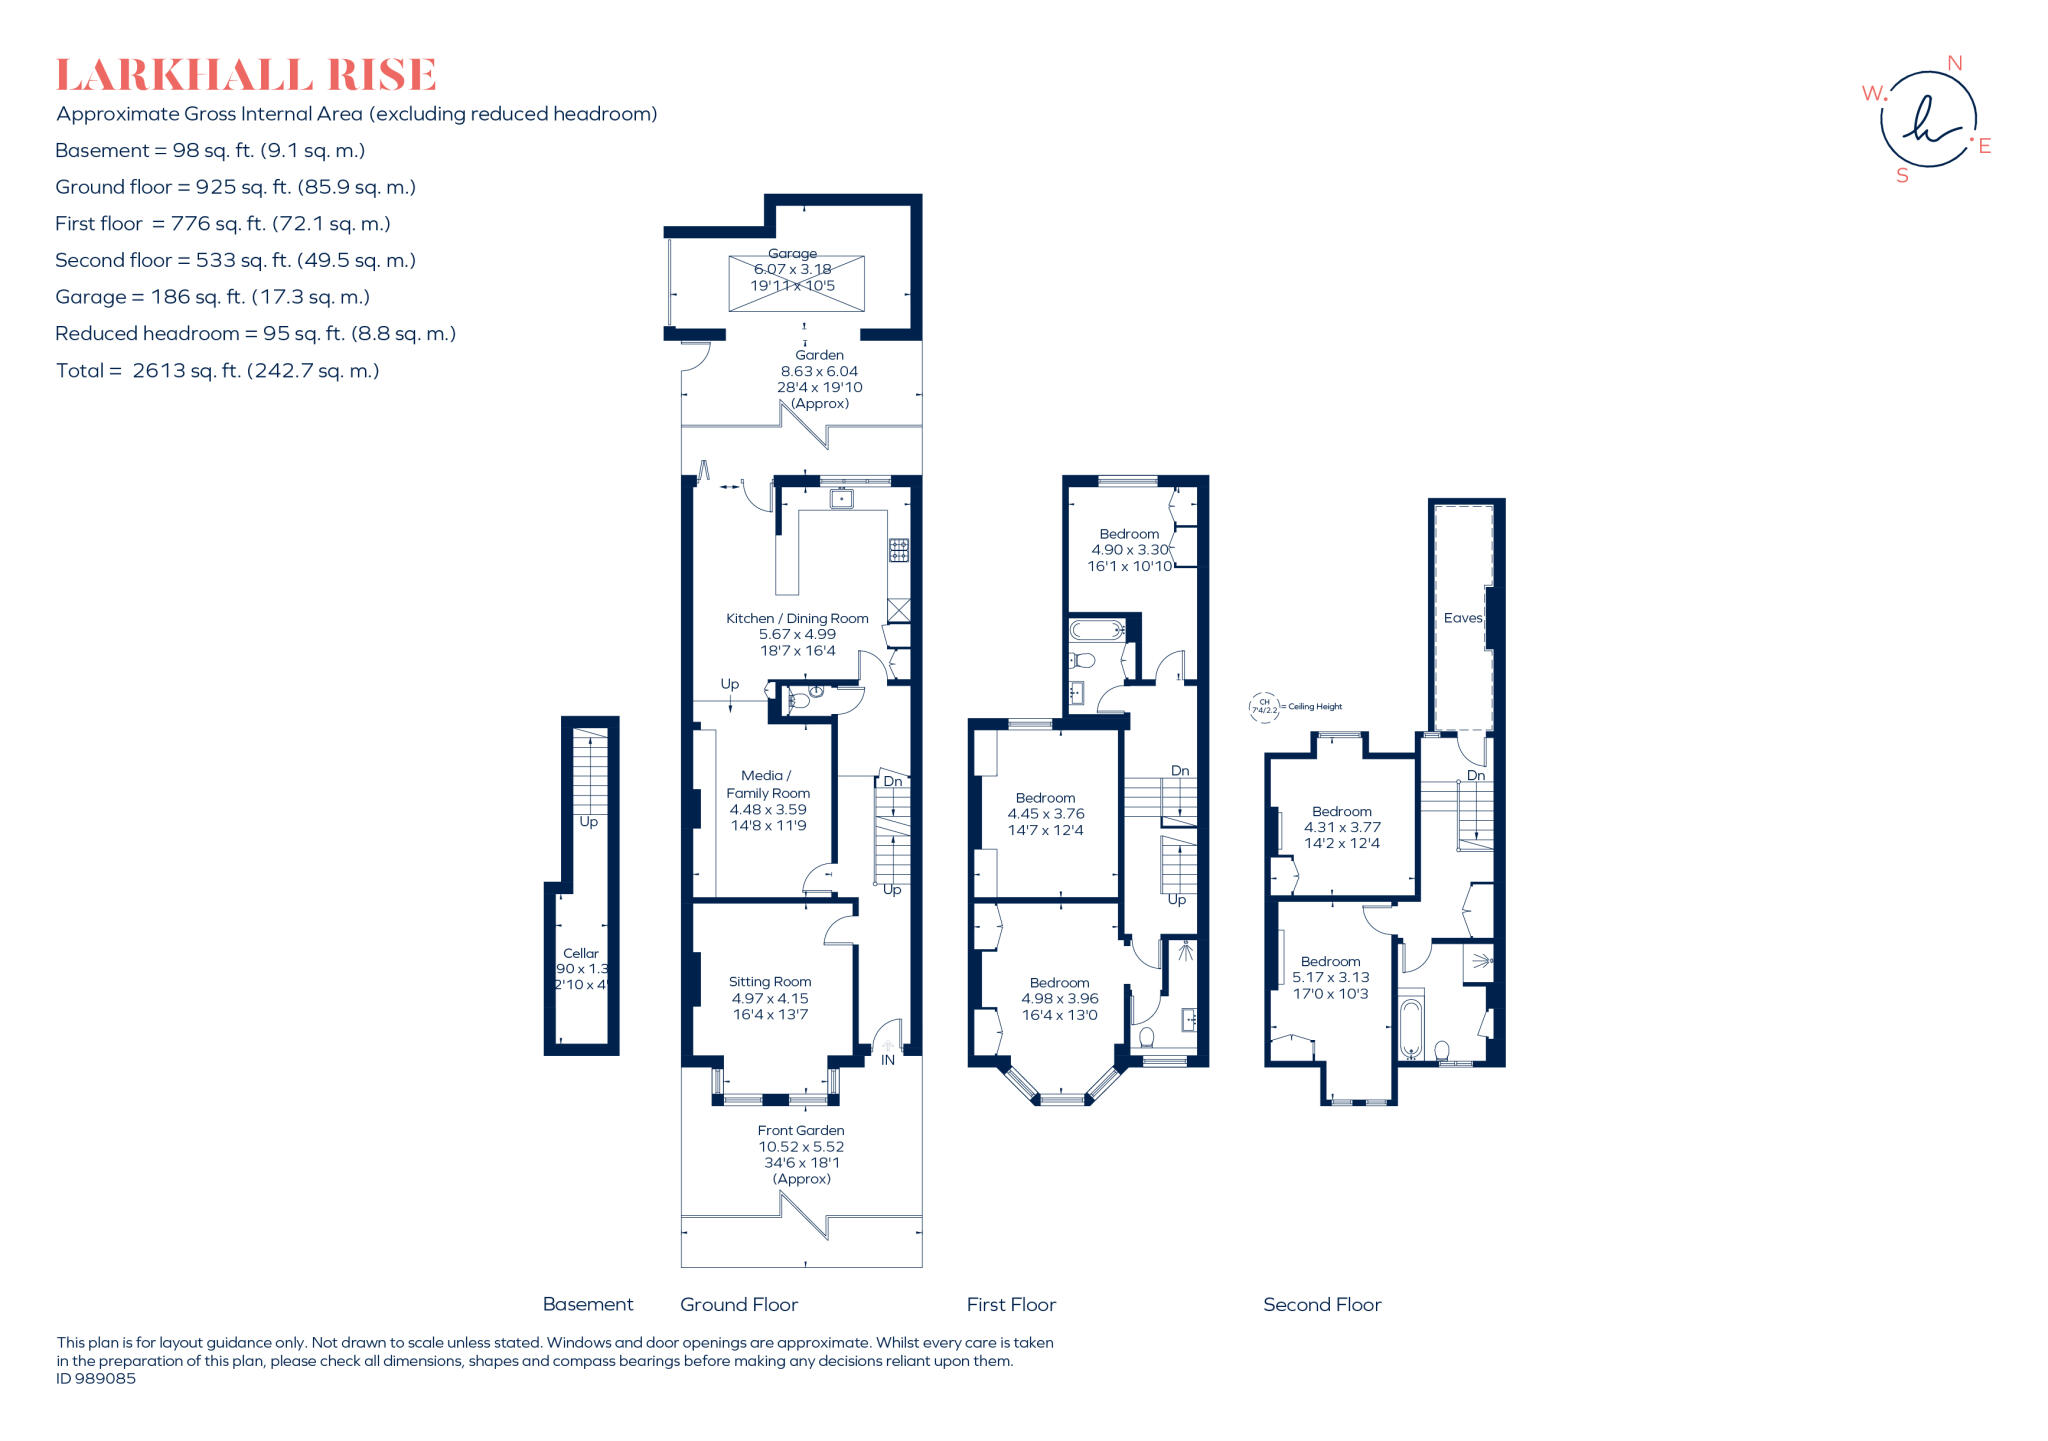 LARKHALL RISE
Approximate Gross Internal Area (excluding reduced headroom)
Basement = 98 sq. ft. (9.1 sq. m.)
Ground floor = 925 sq. ft. (85.9 sq. m.)
First floor = 776 sq. ft. (72.1 sq. m.)
Second floor = 533 sq. ft. (49.5 sq. m.)
Garage = 186 sq. ft. (17.3 sq. m.)
Reduced headroom = 95 sq. ft. (8.8 sq. m.)
Total = 2613 sq. ft. (242.7 sq. m.)
N
W
E
S
Up
Cellar
90 x 1.3
2'10 x 4'
Basement
Garage
6.07 x 3.18
19'11 x 10'5
Garden
8.63 x 6.04
28'4 x 19'10
(Approx)
Kitchen / Dining Room
5.67 x 4.99
18'7 x 16'4
Up
Media /
Family Room
4.48 x 3.59
14'8 x 11'9
Dn
Up
Sitting Room
4.97 x 4.15
16'4 x 13'7
IN
Front Garden
10.52 x 5.52
34'6 x 18'1
(Approx)
Ground Floor
Bedroom
4.90 x 3.30
16'1 x 10'10
Dn
Bedroom
4.45 x 3.76
14'7 x 12'4
Up
Bedroom
4.98 x 3.96
16'4 x 13'0
First Floor
Eaves
CH
7'4/2.2
= Ceiling Height
Dn
Bedroom
4.31 x 3.77
14'2 x 12'4
Bedroom
5.17 x 3.13
17'0 x 10'3
Second Floor
This plan is for layout guidance only. Not drawn to scale unless stated. Windows and door openings are approximate. Whilst every care is taken
in the preparation of this plan, please check all dimensions, shapes and compass bearings before making any decisions reliant upon them.
ID 989085